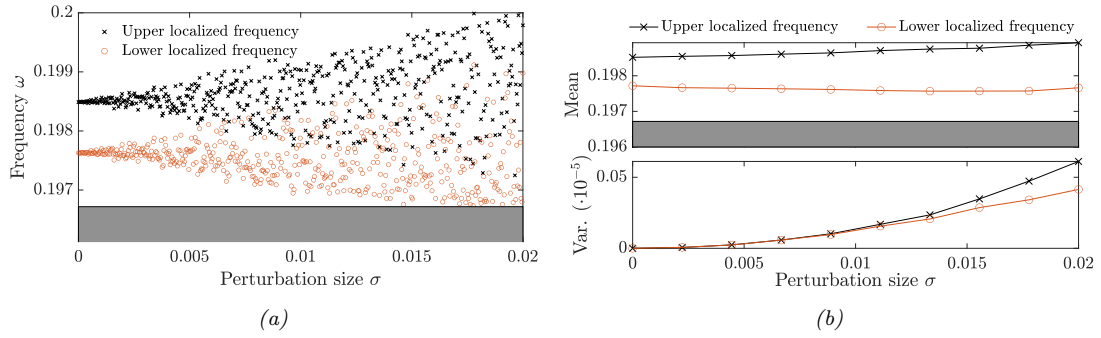 0.2
0.199
0.198
0.197
Frequency ω
Upper localized frequency
Lower localized frequency
0 0.005 0.01 0.015 0.02
Perturbation size σ
(a)
Upper localized frequency Lower localized frequency
0.198
0.197
0.196
Mean
0.05
0
Var. (·10⁻⁵)
0 0.005 0.01 0.015 0.02
Perturbation size σ
(b)